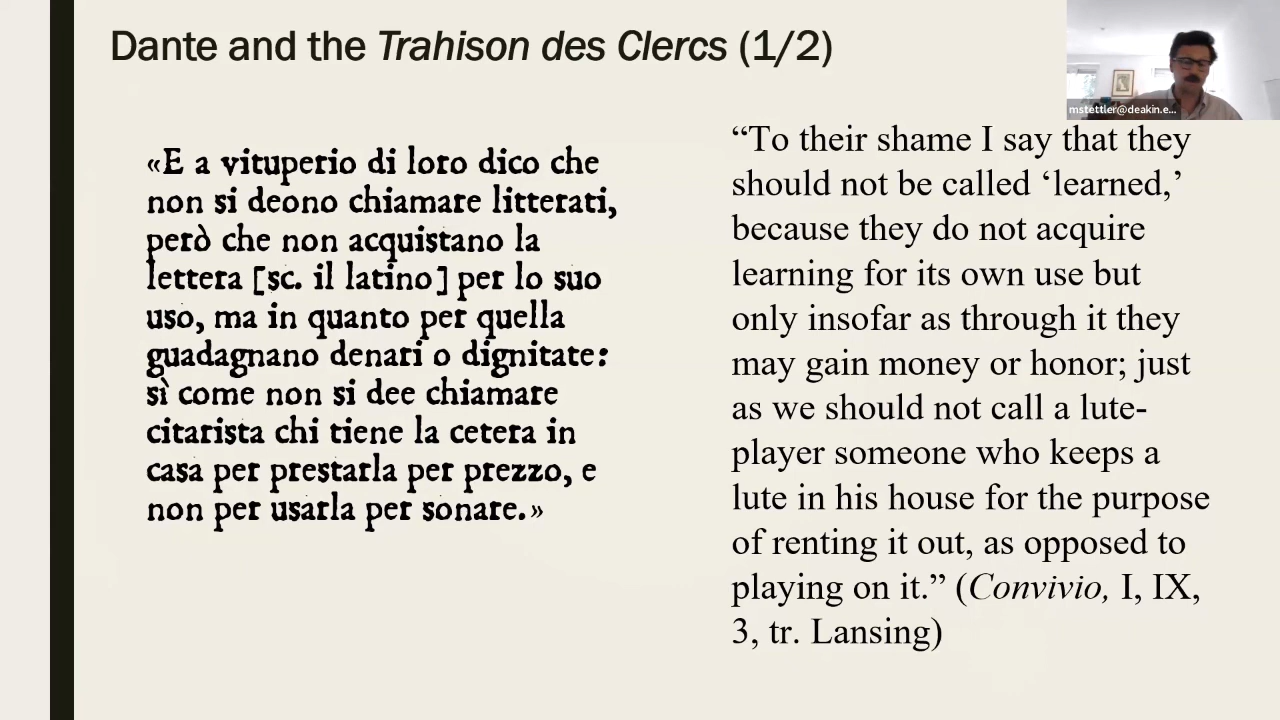 Dante and the Trahison des Clercs (1/2)
mstettler@deakin.e...
«E a vituperio di loro dico che
non si deono chiamare litterati,
però che non acquistano la
lettera [sc. il latino] per lo suo
uso, ma in quanto per quella
guadagnano denari o dignitate:
sì come non si dee chiamare
citarista chi tiene la cetera in
casa per prestarla per prezzo, e
non per usarla per sonare.»
“To their shame I say that they
should not be called ‘learned,’
because they do not acquire
learning for its own use but
only insofar as through it they
may gain money or honor; just
as we should not call a lute-
player someone who keeps a
lute in his house for the purpose
of renting it out, as opposed to
playing on it.” (Convivio, I, IX,
3, tr. Lansing)